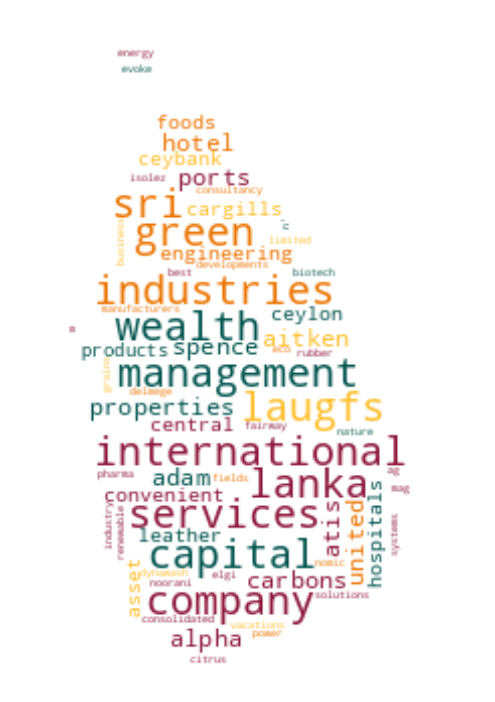 energy
evoke
foods
hotel
ceybank
isolez
ports
consultancy
sri
cargills
c
green
limited
business
engineering
developments
best
biotech
industries
manufacturers
ceylon
wealth
m
aitken
products
spence
eco
rubber
management
grains
delmege
properties
laugfs
central
fairway
nature
international
pharma
adam
fields
lanka
ag
mag
convenient
services
industry
renewable
atis
united
hospitals
systems
leather
capital
nomic
dynawash
elgi
noorani
carbons
asset
company
solutions
consolidated
vacations
alpha
power
citrus